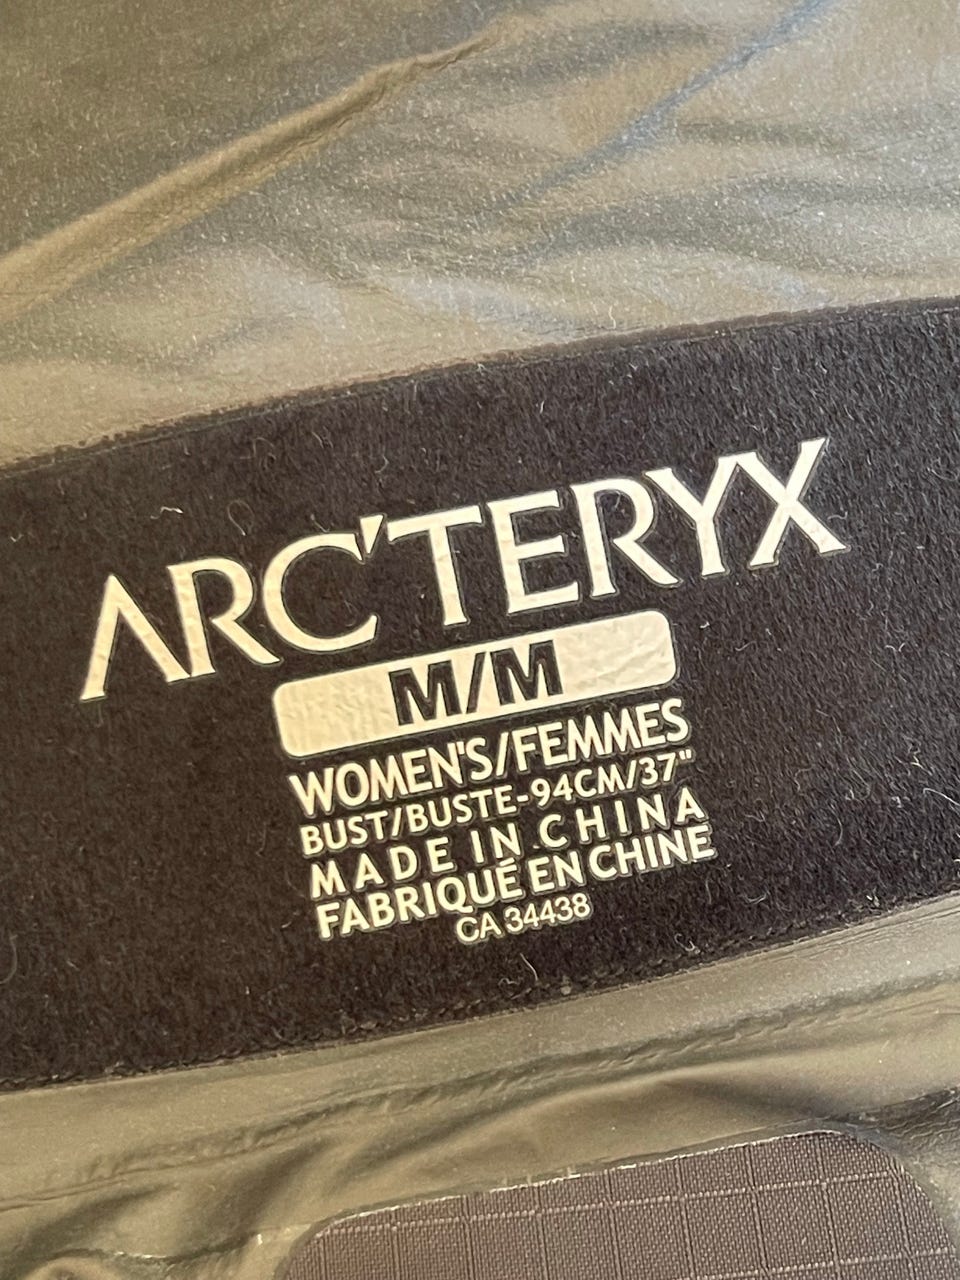 ARC'TERYX
M/M
WOMEN'S/FEMMES
BUST/BUSTE-94CM/37"
MADE IN CHINA
FABRIQUÉ EN CHINE
CA 34438